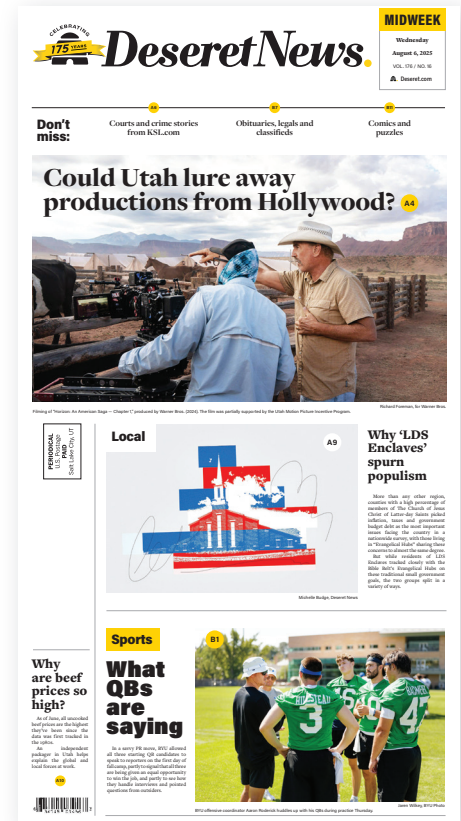 CELEBRATING
175 YEARS
Deseret News.
MIDWEEK
Wednesday
August 6, 2025
VOL. 176 / NO. 16
Deseret.com
Don't
miss:
A8
Courts and crime stories
from KSL.com
B7
Obituaries, legals and
classifieds
B11
Comics and
puzzles
Could Utah lure away
productions from Hollywood? A4
Richard Foreman, for Warner Bros.
Filming of "Horizon: An American Saga — Chapter 1," produced by Warner Bros. (2024). The film was partially supported by the Utah Motion Picture Incentive Program.
PERIODICAL
U.S. Postage
PAID
Salt Lake City, UT
Local
A9
Michelle Budge, Deseret News
Why 'LDS
Enclaves'
spurn
populism
More than any other region,
counties with a high percentage of
members of The Church of Jesus
Christ of Latter-day Saints picked
inflation, taxes and government
budget debt as the most important
issues facing the country in a
nationwide survey, with those living
in "Evangelical Hubs" sharing these
concerns to almost the same degree.
But while residents of LDS
Enclaves tracked closely with the
Bible Belt's Evangelical Hubs on
these traditional small government
goals, the two groups split in a
variety of ways.
Why
are beef
prices so
high?
As of June, all uncooked
beef prices are the highest
they've been since the
data was first tracked in
the 1980s.
An independent
packager in Utah helps
explain the global and
local forces at work.
A10
Sports
What
QBs
are
saying
In a savvy PR move, BYU allowed
all three starting QB candidates to
speak to reporters on the first day of
fall camp, partly to signal that all three
are being given an equal opportunity
to win the job, and partly to see how
they handle interviews and pointed
questions from outsiders.
B1
3
47
Jaren Wilkey, BYU Photo
BYU offensive coordinator Aaron Roderick huddles up with his QBs during practice Thursday.